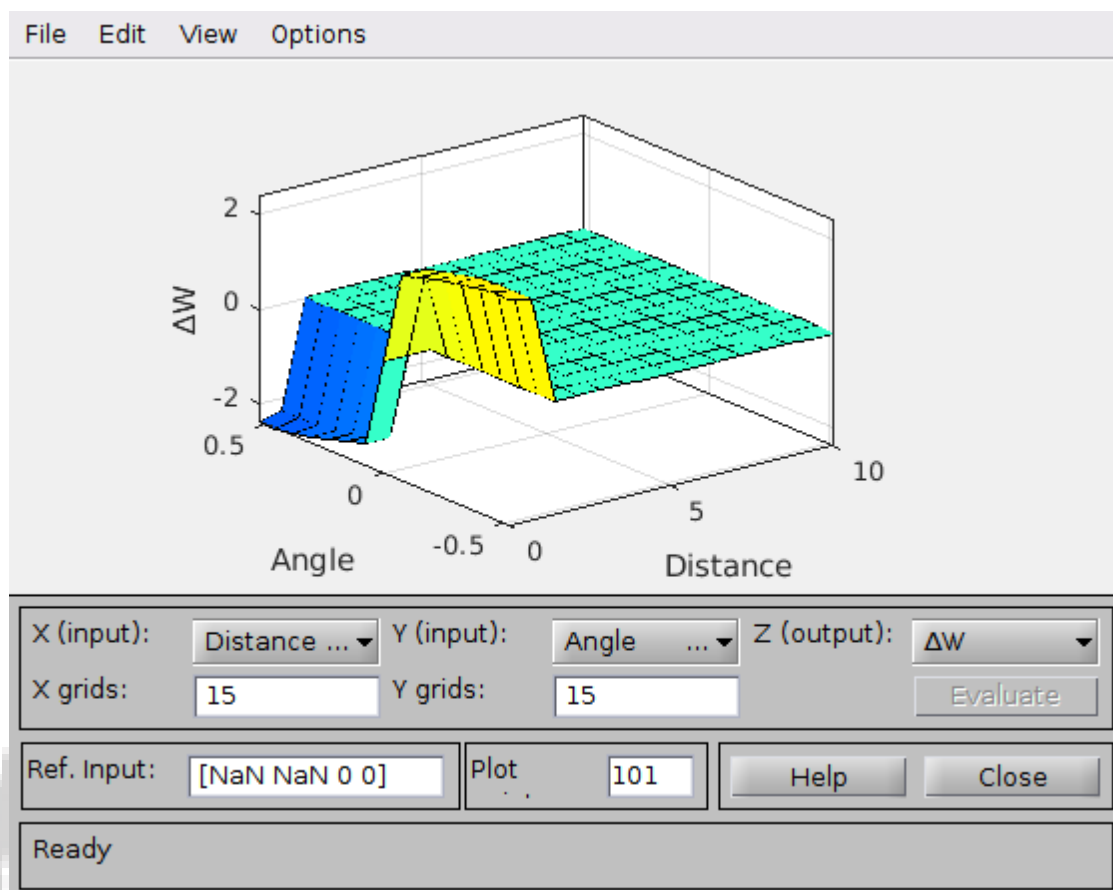 File Edit View Options
2
0
-2
ΔW
0.5
0
-0.5
Angle
0
5
10
Distance
X (input): Distance ... Y (input): Angle ... Z (output): ΔW
X grids: 15 Y grids: 15 Evaluate
Ref. Input: [NaN NaN 0 0] Plot 101 Help Close
Ready